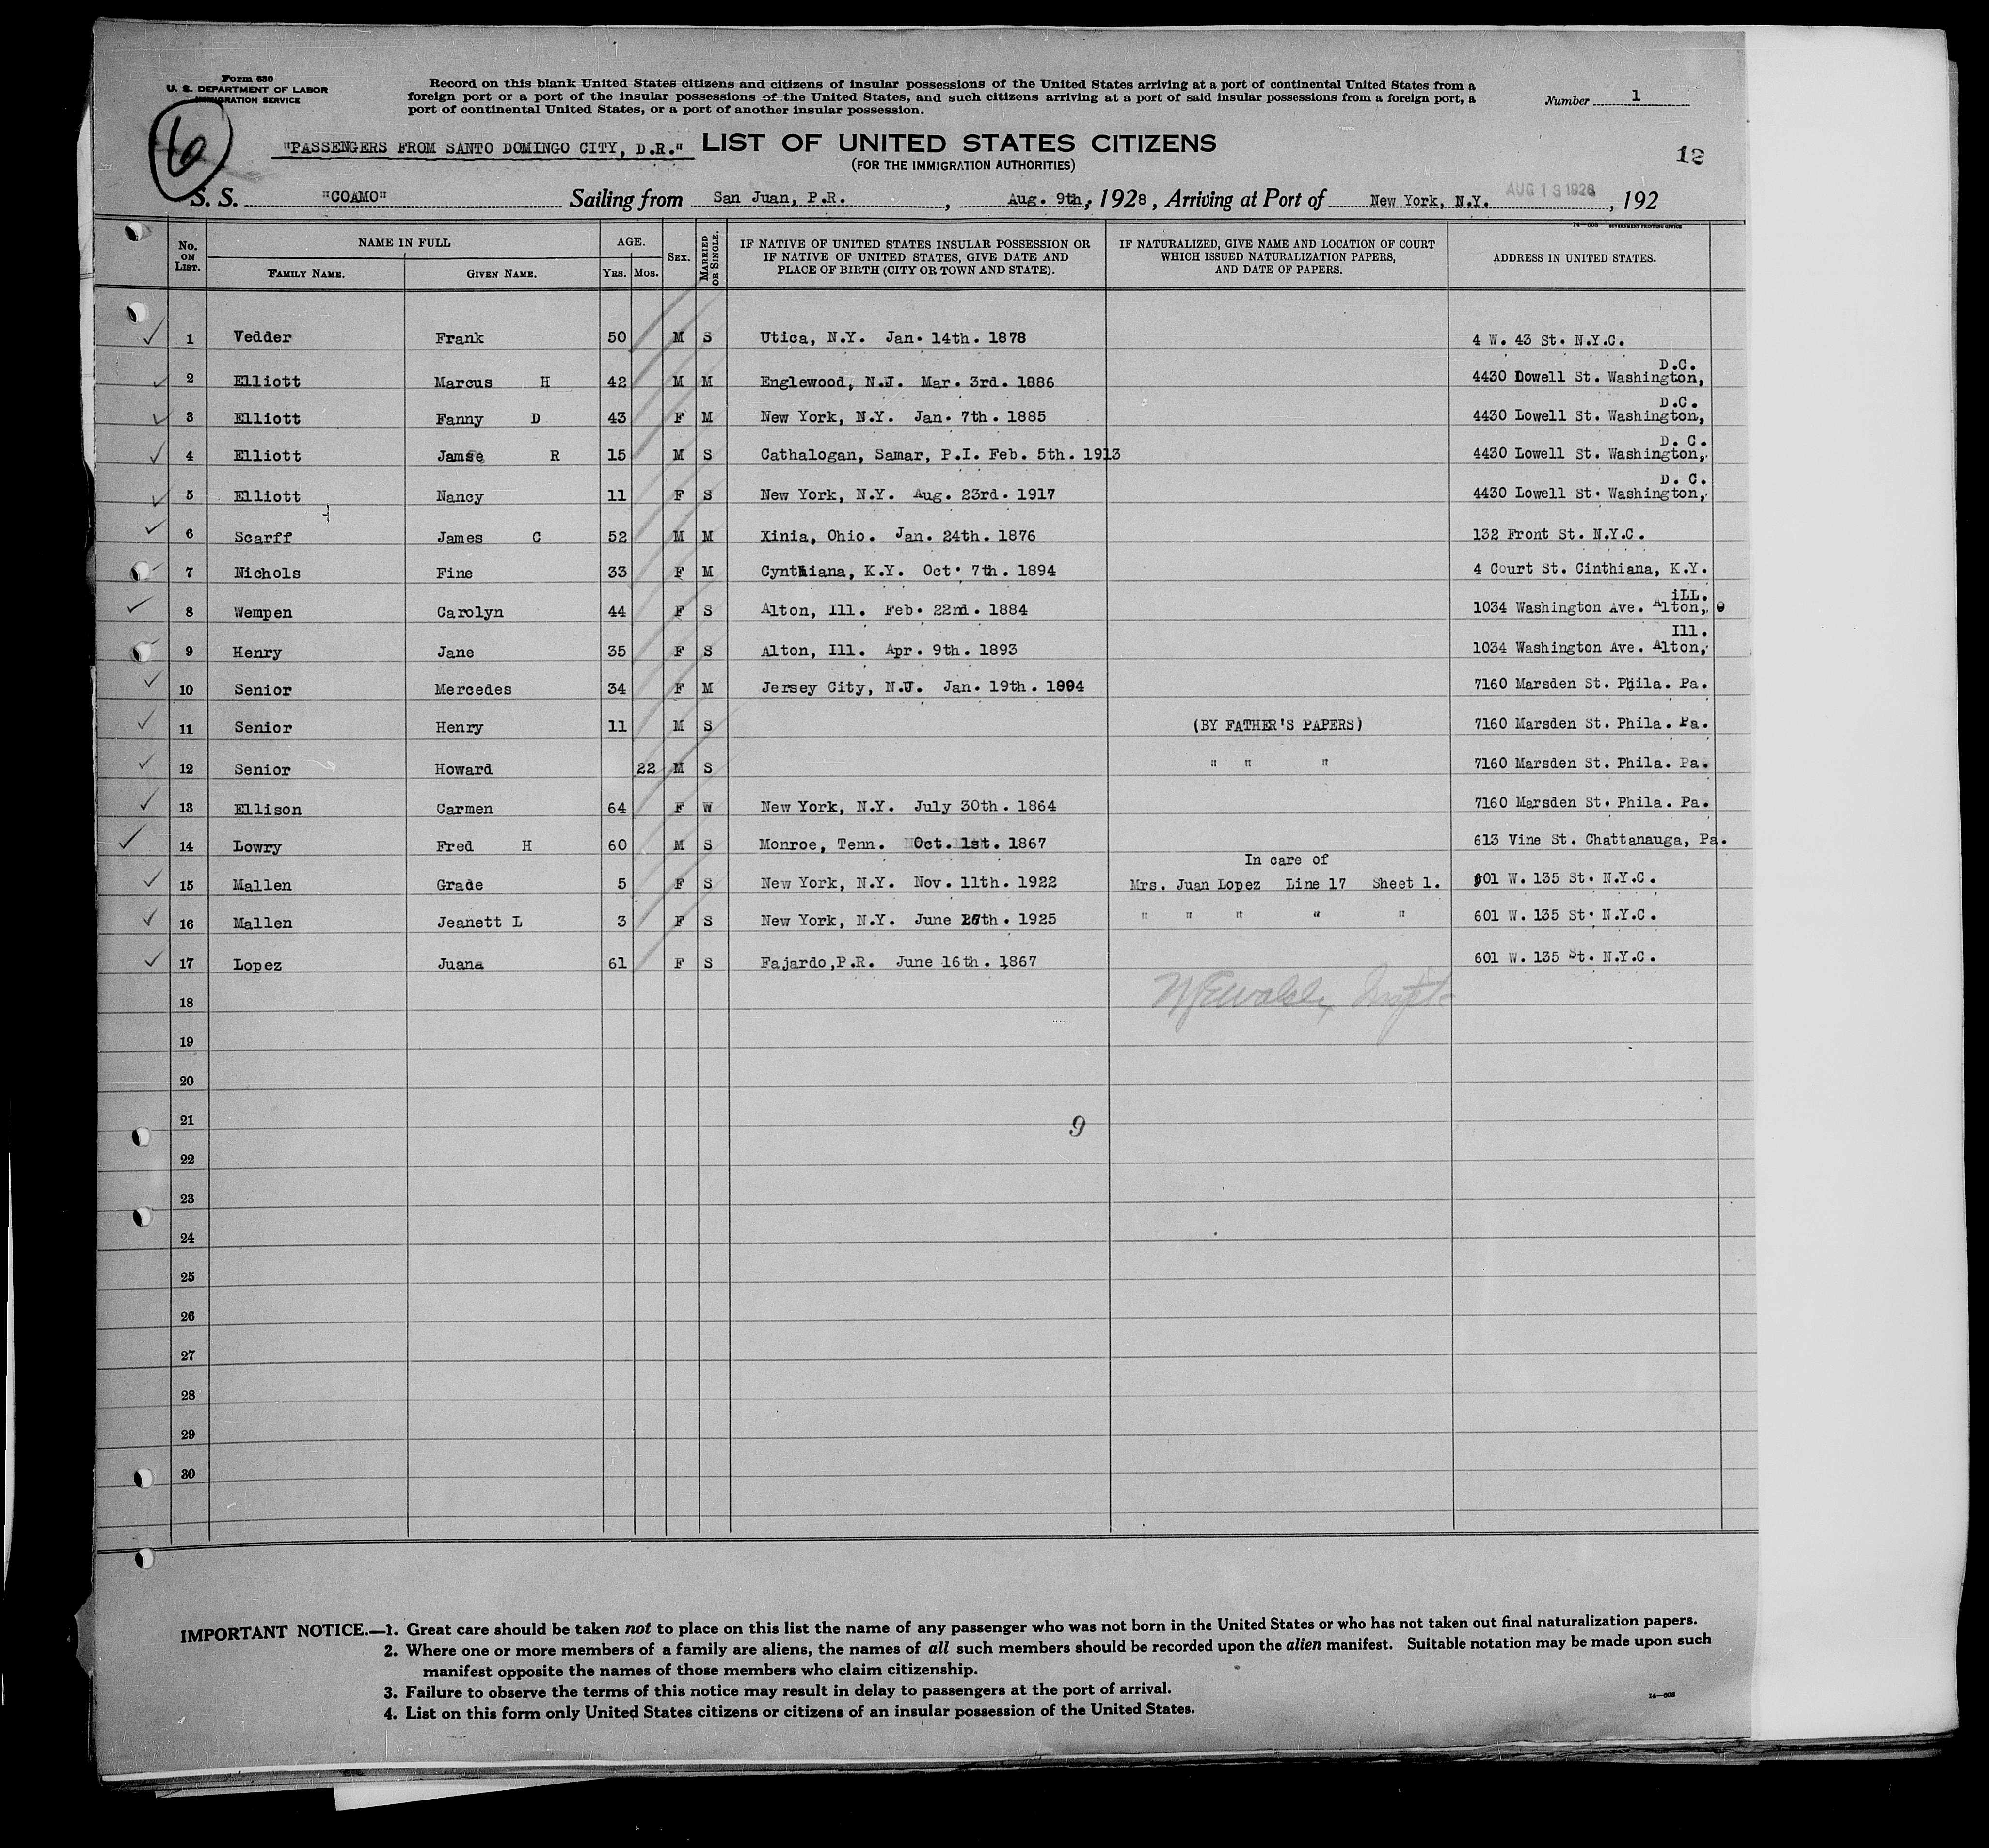 Form 630
U. S. DEPARTMENT OF LABOR
IMMIGRATION SERVICE
Record on this blank United States citizens and citizens of insular possessions of the United States arriving at a port of continental United States from a
foreign port or a port of the insular possessions of the United States, and such citizens arriving at a port of said insular possessions from a foreign port, a
port of continental United States, or a port of another insular possession.
Number 1
6
"PASSENGERS FROM SANTO DOMINGO CITY, D.R." LIST OF UNITED STATES CITIZENS
(FOR THE IMMIGRATION AUTHORITIES)
12
S. S. "COAMO" Sailing from San Juan, P.R. , Aug. 9th, 1928, Arriving at Port of New York, N.Y. AUG 13 1928, 192
No. ON LIST. NAME IN FULL AGE. SEX. MARRIED OR SINGLE. IF NATIVE OF UNITED STATES INSULAR POSSESSION OR IF NATIVE OF UNITED STATES, GIVE DATE AND PLACE OF BIRTH (CITY OR TOWN AND STATE). IF NATURALIZED, GIVE NAME AND LOCATION OF COURT WHICH ISSUED NATURALIZATION PAPERS, AND DATE OF PAPERS. ADDRESS IN UNITED STATES.
FAMILY NAME. GIVEN NAME. YRS. MOS.
1 Vedder Frank 50 M S Utica, N.Y. Jan. 14th. 1878 4 W. 43 St. N.Y.C.
2 Elliott Marcus H 42 M M Englewood, N.J. Mar. 3rd. 1886 4430 Dowell St. Washington, D.C.
3 Elliott Fanny D 43 F M New York, N.Y. Jan. 7th. 1885 4430 Lowell St. Washington, D.C.
4 Elliott Jamse R 15 M S Cathalogan, Samar, P.I. Feb. 5th. 1913 4430 Lowell St. Washington, D. C.
5 Elliott Nancy 11 F S New York, N.Y. Aug. 23rd. 1917 4430 Lowell St. Washington, D. C.
6 Scarff James C 52 M M Xinia, Ohio. Jan. 24th. 1876 132 Front St. N.Y.C.
7 Nichols Fine 33 F M Cynthiana, K.Y. Oct. 7th. 1894 4 Court St. Cinthiana, K.Y.
8 Wempen Carolyn 44 F S Alton, Ill. Feb. 22nd. 1884 1034 Washington Ave. Alton, iLL.
9 Henry Jane 35 F S Alton, Ill. Apr. 9th. 1893 1034 Washington Ave. Alton, Ill.
10 Senior Mercedes 34 F M Jersey City, N.J. Jan. 19th. 1894 7160 Marsden St. Phila. Pa.
11 Senior Henry 11 M S (BY FATHER'S PAPERS) 7160 Marsden St. Phila. Pa.
12 Senior Howard 22 M S " " " 7160 Marsden St. Phila. Pa.
13 Ellison Carmen 64 F W New York, N.Y. July 30th. 1864 7160 Marsden St. Phila. Pa.
14 Lowry Fred H 60 M S Monroe, Tenn. Oct. 1st. 1867 613 Vine St. Chattanauga, Pa.
In care of
15 Mallen Grade 5 F S New York, N.Y. Nov. 11th. 1922 Mrs. Juan Lopez Line 17 Sheet 1. 601 W. 135 St. N.Y.C.
16 Mallen Jeanett L 3 F S New York, N.Y. June 1925 " " " " " 601 W. 135 St. N.Y.C.
17 Lopez Juana 61 F S Fajardo,P.R. June 16th. 1867 601 W. 135 St. N.Y.C.
18
19
20
21
9
22
23
24
25
26
27
28
29
30
IMPORTANT NOTICE.—1. Great care should be taken not to place on this list the name of any passenger who was not born in the United States or who has not taken out final naturalization papers.
2. Where one or more members of a family are aliens, the names of all such members should be recorded upon the alien manifest. Suitable notation may be made upon such
manifest opposite the names of those members who claim citizenship.
3. Failure to observe the terms of this notice may result in delay to passengers at the port of arrival.
4. List on this form only United States citizens or citizens of an insular possession of the United States.